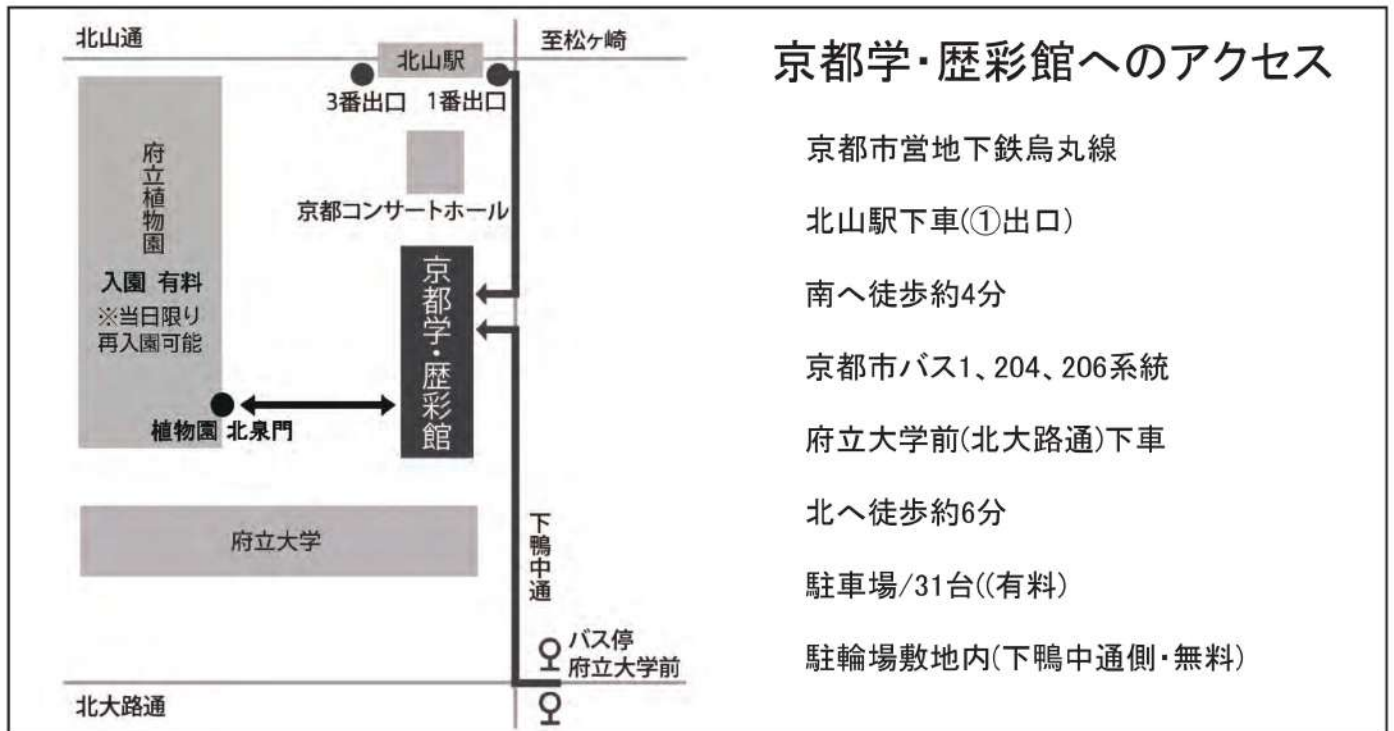 北山通
北山駅
至松ヶ崎
3番出口
1番出口
府立植物園
入園 有料
※当日限り
再入園可能
京都コンサートホール
京都学・歴彩館
植物園 北泉門
府立大学
下鴨中通
バス停
府立大学前
北大路通
京都学・歴彩館へのアクセス
京都市営地下鉄烏丸線
北山駅下車(①出口)
南へ徒歩約4分
京都市バス1、204、206系統
府立大学前(北大路通)下車
北へ徒歩約6分
駐車場/31台((有料)
駐輪場敷地内(下鴨中通側・無料)